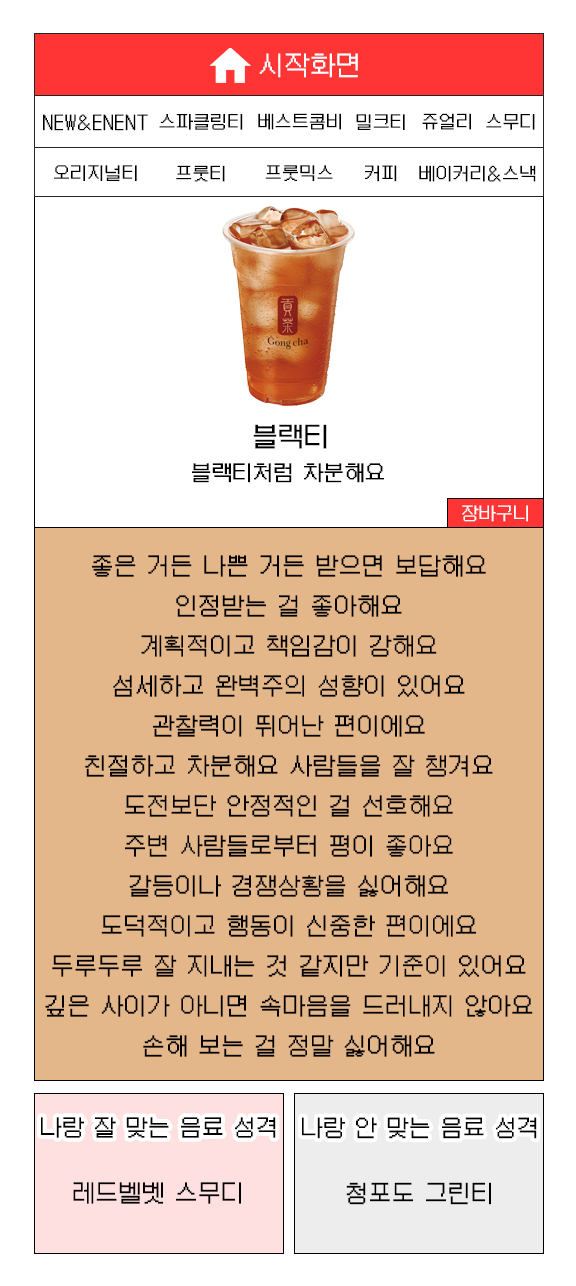 시작화면
NEW&ENENT 스파클링티 베스트콤비 밀크티 쥬얼리 스무디
오리지널티 프룻티 프룻믹스 커피 베이커리&스낵
貢茶
Gong cha
블랙티
블랙티처럼 차분해요
장바구니
좋은 거든 나쁜 거든 받으면 보답해요
인정받는 걸 좋아해요
계획적이고 책임감이 강해요
섬세하고 완벽주의 성향이 있어요
관찰력이 뛰어난 편이에요
친절하고 차분해요 사람들을 잘 챙겨요
도전보단 안정적인 걸 선호해요
주변 사람들로부터 평이 좋아요
갈등이나 경쟁상황을 싫어해요
도덕적이고 행동이 신중한 편이에요
두루두루 잘 지내는 것 같지만 기준이 있어요
깊은 사이가 아니면 속마음을 드러내지 않아요
손해 보는 걸 정말 싫어해요
나랑 잘 맞는 음료 성격
레드벨벳 스무디
나랑 안 맞는 음료 성격
청포도 그린티